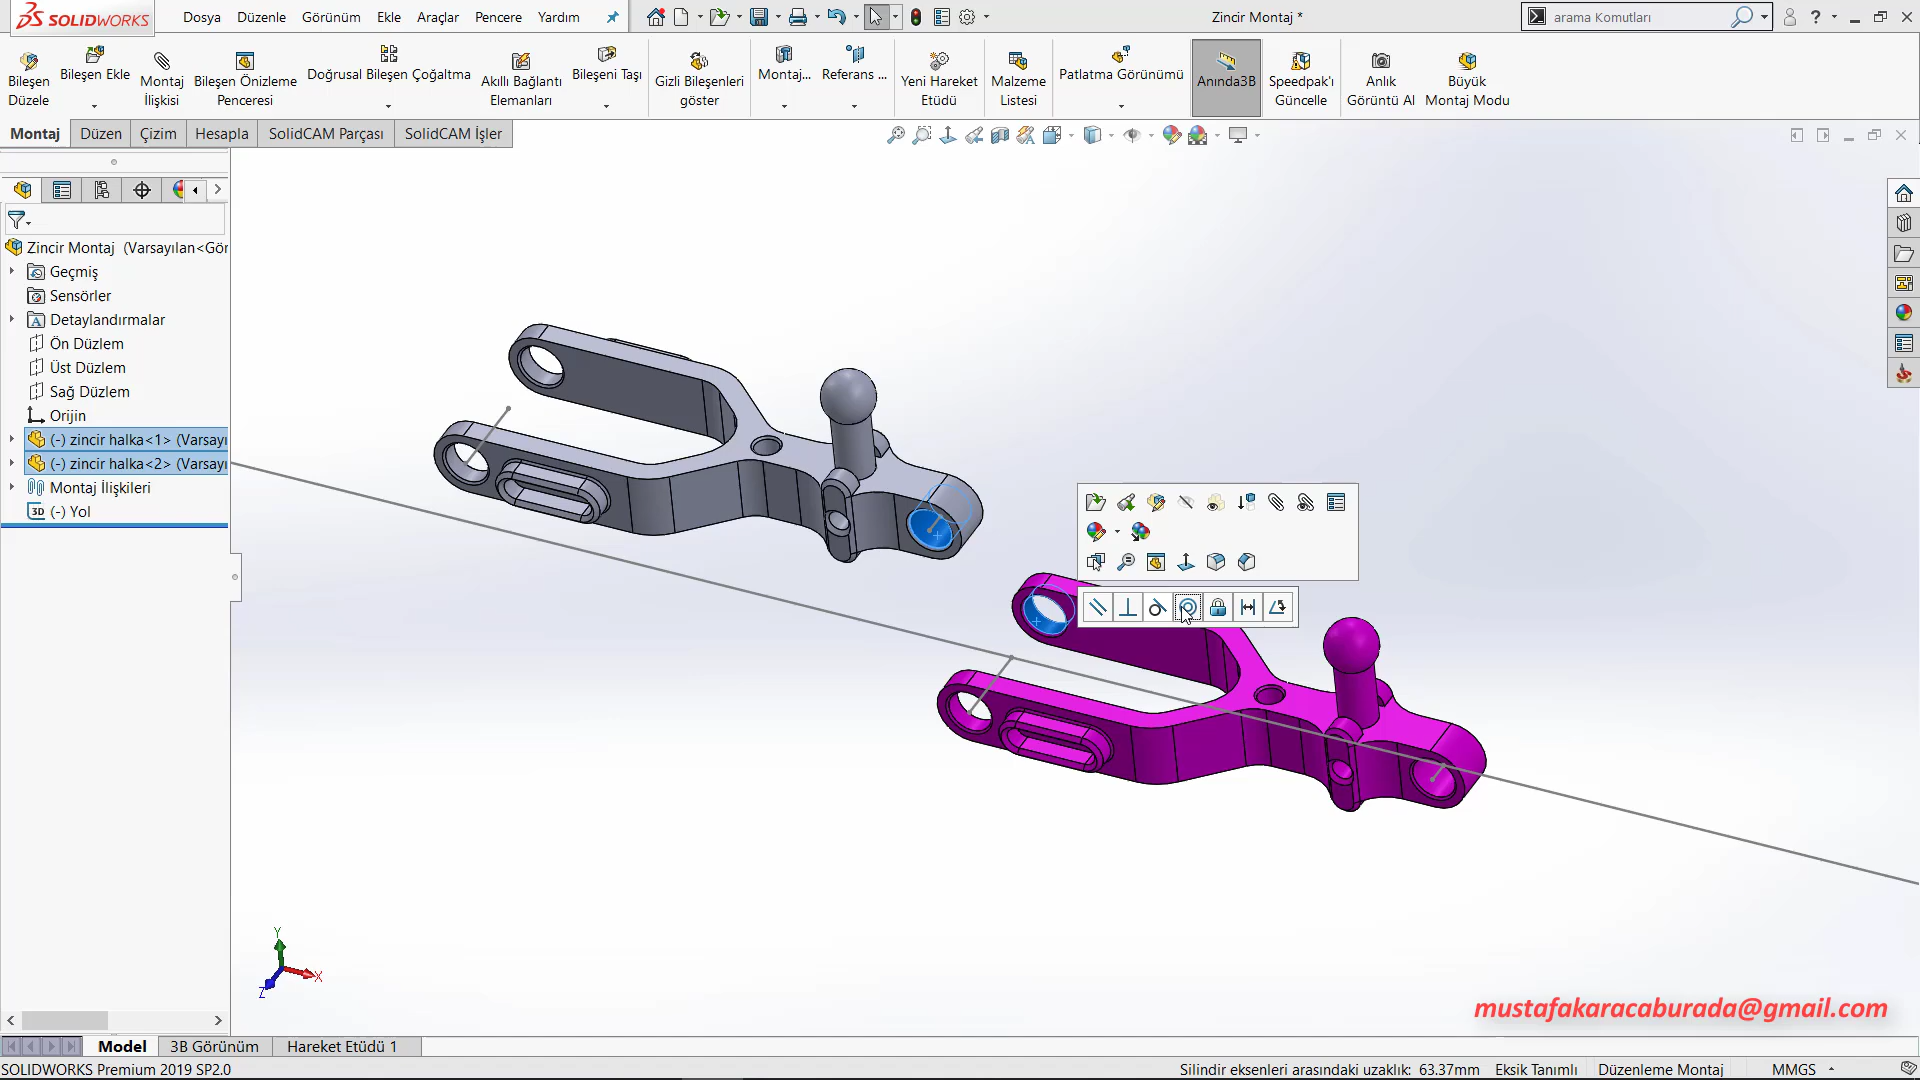 SOLIDWORKS
Dosya Düzenle Görünüm Ekle Araçlar Pencere Yardım
Zincir Montaj *
arama Komutları
Bileşen Düzele
Bileşen Ekle
Montaj İlişkisi
Bileşen Önizleme Penceresi
Doğrusal Bileşen Çoğaltma
Akıllı Bağlantı Elemanları
Bileşeni Taşı
Gizli Bileşenleri göster
Montaj...
Referans ...
Yeni Hareket Etüdü
Malzeme Listesi
Patlatma Görünümü
Anında3B
Speedpak'ı Güncelle
Anlık Görüntü Al
Büyük Montaj Modu
Montaj Düzen Çizim Hesapla SolidCAM Parçası SolidCAM İşler
Zincir Montaj (Varsayılan<Gör
Geçmiş
Sensörler
Detaylandırmalar
Ön Düzlem
Üst Düzlem
Sağ Düzlem
Orijin
(-) zincir halka<1> (Varsayı
(-) zincir halka<2> (Varsayı
Montaj İlişkileri
3D (-) Yol
Y
X
Z
mustafakaracaburada@gmail.com
Model 3B Görünüm Hareket Etüdü 1
SOLIDWORKS Premium 2019 SP2.0
Silindir eksenleri arasındaki uzaklık: 63.37mm Eksik Tanımlı Düzenleme Montaj MMGS